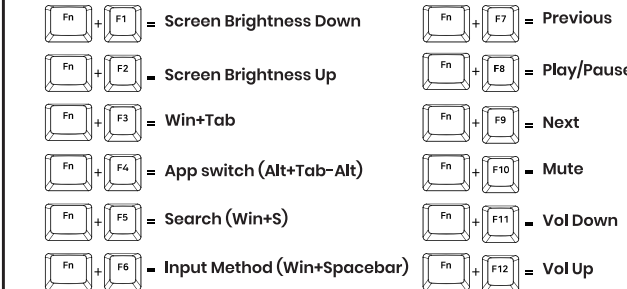 Fn + F1 = Screen Brightness Down
Fn + F2 = Screen Brightness Up
Fn + F3 = Win+Tab
Fn + F4 = App switch (Alt+Tab-Alt)
Fn + F5 = Search (Win+S)
Fn + F6 = Input Method (Win+Spacebar)
Fn + F7 = Previous
Fn + F8 = Play/Pause
Fn + F9 = Next
Fn + F10 = Mute
Fn + F11 = Vol Down
Fn + F12 = Vol Up